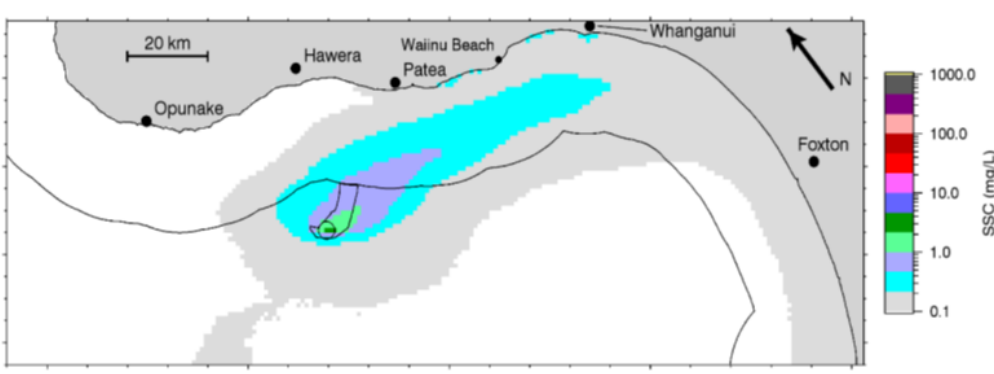 Whanganui
20 km
Waiinu Beach
Hawera
Patea
N
Opunake
Foxton
1000.0
100.0
10.0
1.0
0.1
SSC (mg/L)